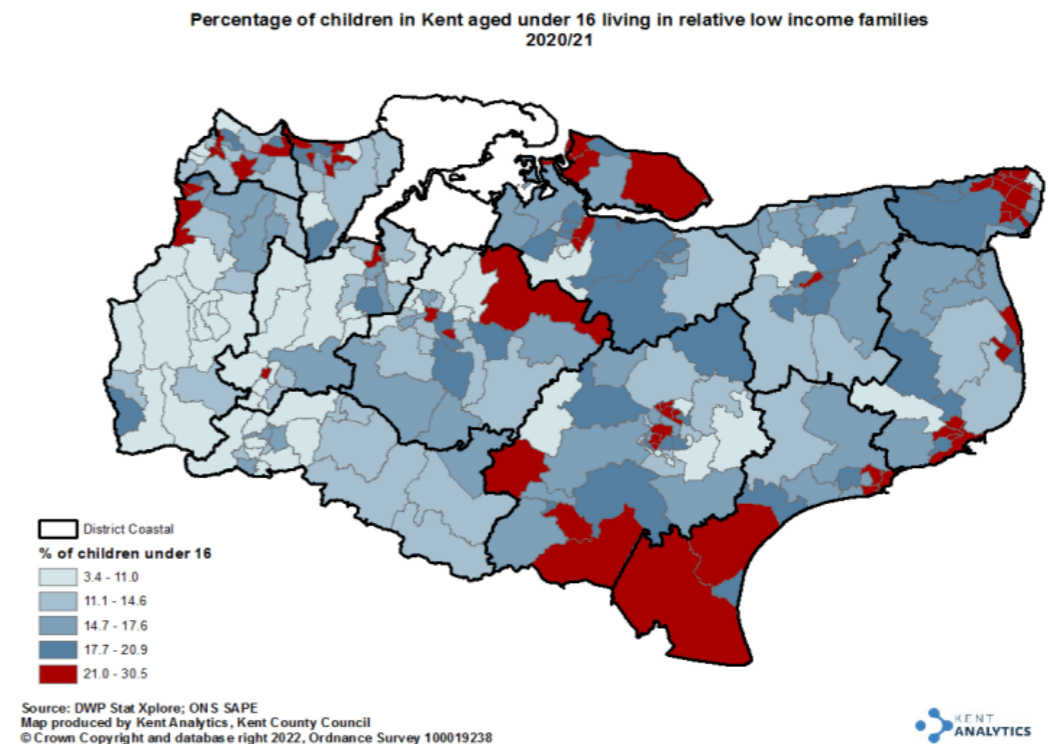 Percentage of children in Kent aged under 16 living in relative low income families
2020/21
District Coastal
% of children under 16
3.4 - 11.0
11.1 - 14.6
14.7 - 17.6
17.7 - 20.9
21.0 - 30.5
Source: DWP Stat Xplore; ONS SAPE
Map produced by Kent Analytics, Kent County Council
© Crown Copyright and database right 2022, Ordnance Survey 100019238
KENT
ANALYTICS